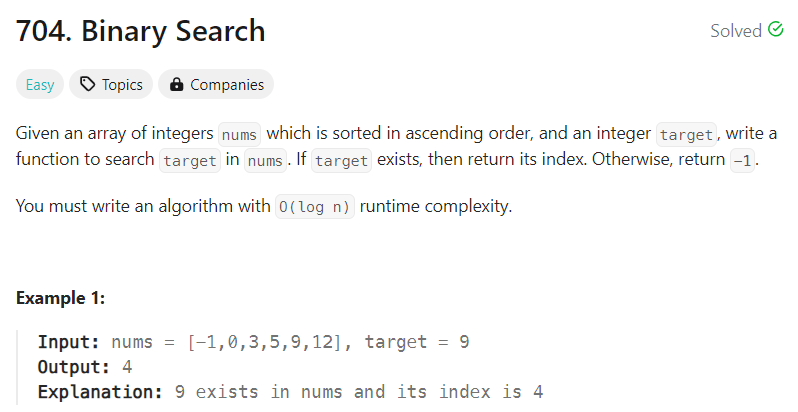 704. Binary Search
Solved
Easy
Topics
Companies
Given an array of integers nums which is sorted in ascending order, and an integer target, write a
function to search target in nums. If target exists, then return its index. Otherwise, return -1.
You must write an algorithm with O(log n) runtime complexity.
Example 1:
Input: nums = [-1,0,3,5,9,12], target = 9
Output: 4
Explanation: 9 exists in nums and its index is 4